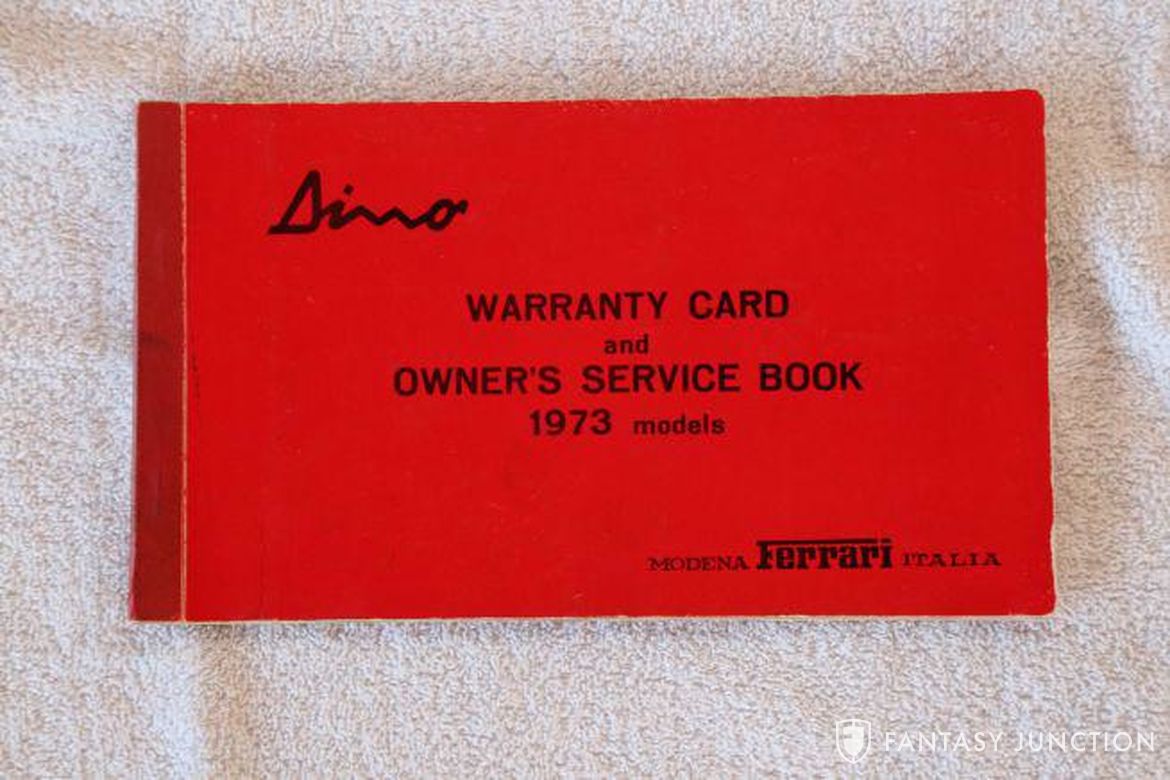 Dino
WARRANTY CARD
and
OWNER'S SERVICE BOOK
1973 models
MODENA Ferrari ITALIA
FANTASY JUNCTION